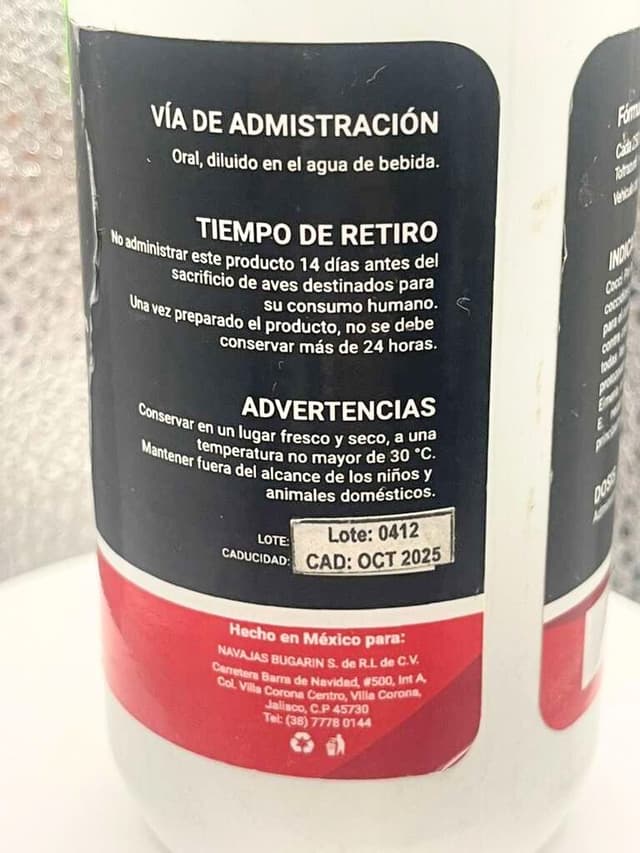 VÍA DE ADMISTRACIÓN
Oral, diluido en el agua de bebida.
TIEMPO DE RETIRO
No administrar este producto 14 días antes del
sacrificio de aves destinados para
su consumo humano.
Una vez preparado el producto, no se debe
conservar más de 24 horas.
ADVERTENCIAS
Conservar en un lugar fresco y seco, a una
temperatura no mayor de 30 °C.
Mantener fuera del alcance de los niños y
animales domésticos.
LOTE: Lote: 0412
CADUCIDAD: CAD: OCT 2025
Hecho en México para:
NAVAJAS BUGARIN S. de R.L de C.V.
Carretera Barra de Navidad, #500, Int A,
Col. Villa Corona Centro, Villa Corona,
Jalisco, C.P 45730
Tel: (38) 7778 0144
Cada
DOSIS